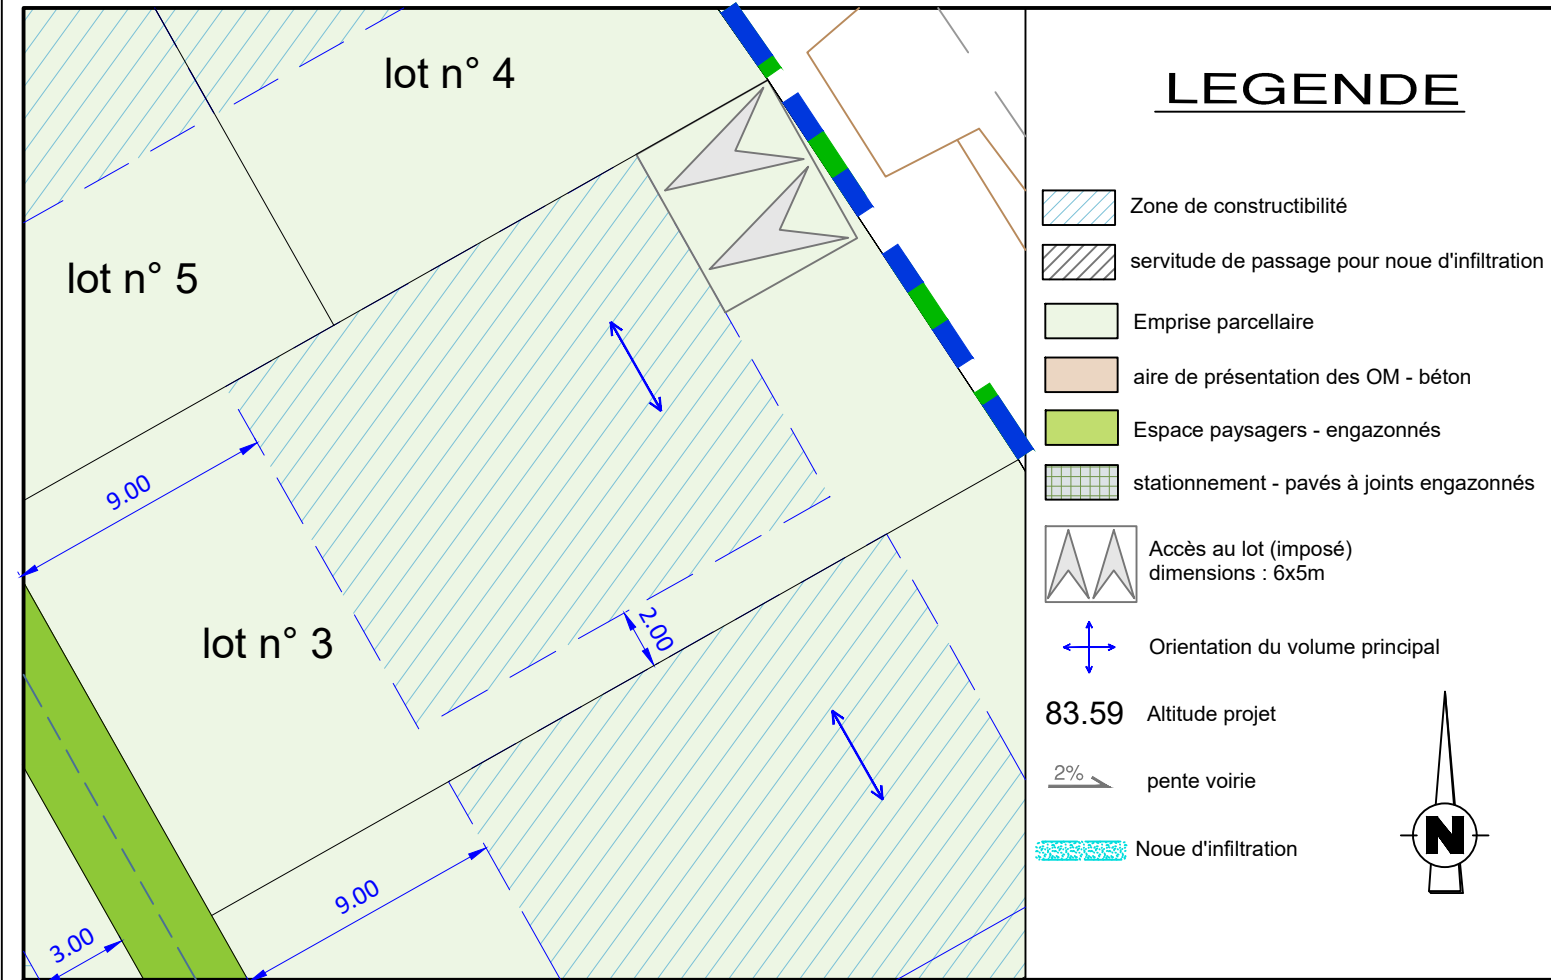 lot n° 4
lot n° 5
9.00
lot n° 3
2.00
9.00
3.00
LEGENDE
Zone de constructibilité
servitude de passage pour noue d'infiltration
Emprise parcellaire
aire de présentation des OM - béton
Espace paysagers - engazonnés
stationnement - pavés à joints engazonnés
Accès au lot (imposé)
dimensions : 6x5m
Orientation du volume principal
83.59 Altitude projet
2% pente voirie
Noue d'infiltration
N